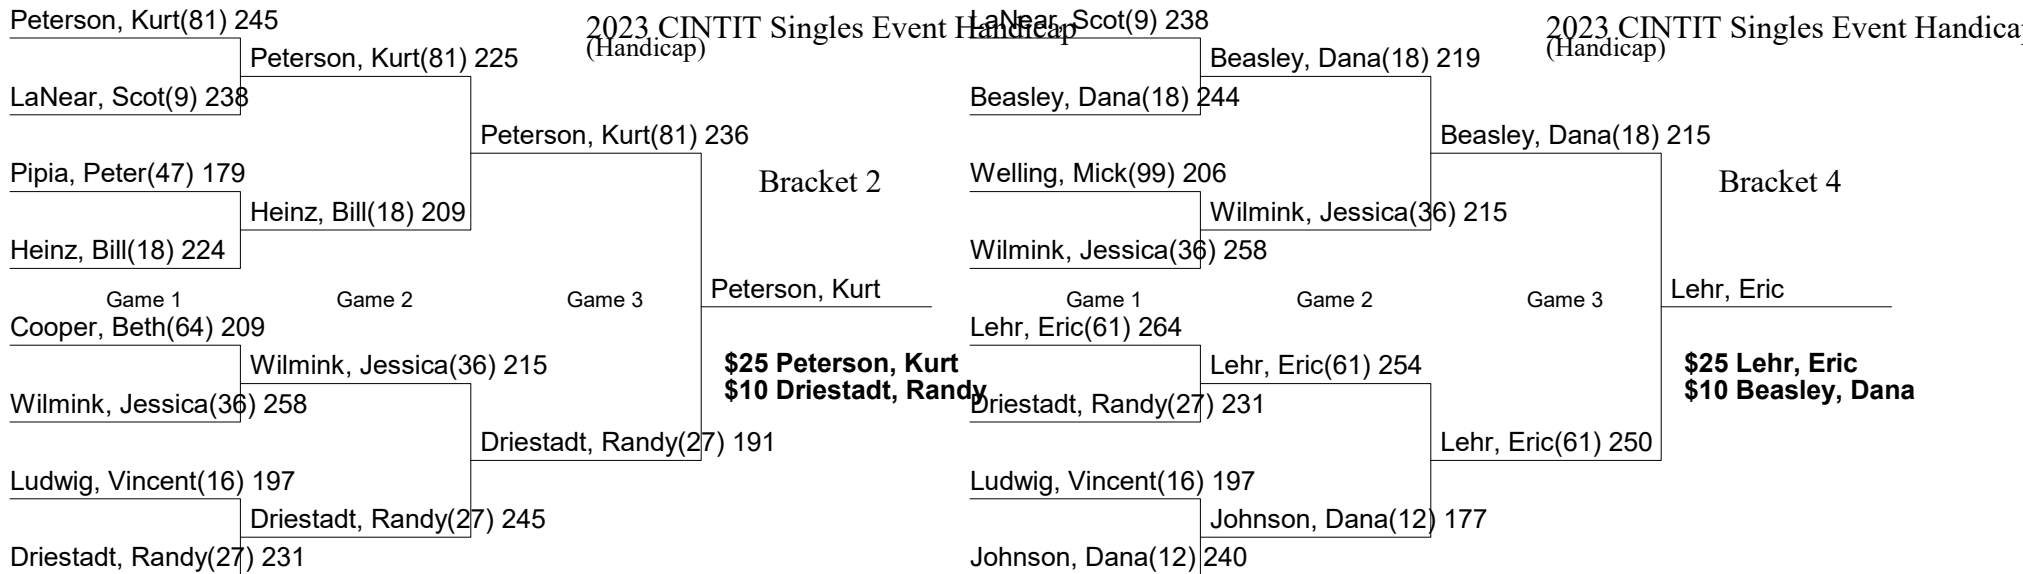 Peterson, Kurt(81) 245
2023 CINTIT Singles Event Handicap
(Handicap)
Peterson, Kurt(81) 225
LaNear, Scot(9) 238
Peterson, Kurt(81) 236
Pipia, Peter(47) 179
Bracket 2
Heinz, Bill(18) 209
Heinz, Bill(18) 224
Game 1
Game 2
Game 3
Peterson, Kurt
Cooper, Beth(64) 209
Wilmink, Jessica(36) 215
$25 Peterson, Kurt
$10 Driestadt, Randy
Wilmink, Jessica(36) 258
Driestadt, Randy(27) 191
Ludwig, Vincent(16) 197
Driestadt, Randy(27) 245
Driestadt, Randy(27) 231
LaNear, Scot(9) 238
2023 CINTIT Singles Event Handica
(Handicap)
Beasley, Dana(18) 219
Beasley, Dana(18) 244
Beasley, Dana(18) 215
Welling, Mick(99) 206
Bracket 4
Wilmink, Jessica(36) 215
Wilmink, Jessica(36) 258
Game 1
Game 2
Game 3
Lehr, Eric
Lehr, Eric(61) 264
Lehr, Eric(61) 254
$25 Lehr, Eric
$10 Beasley, Dana
Driestadt, Randy(27) 231
Lehr, Eric(61) 250
Ludwig, Vincent(16) 197
Johnson, Dana(12) 177
Johnson, Dana(12) 240